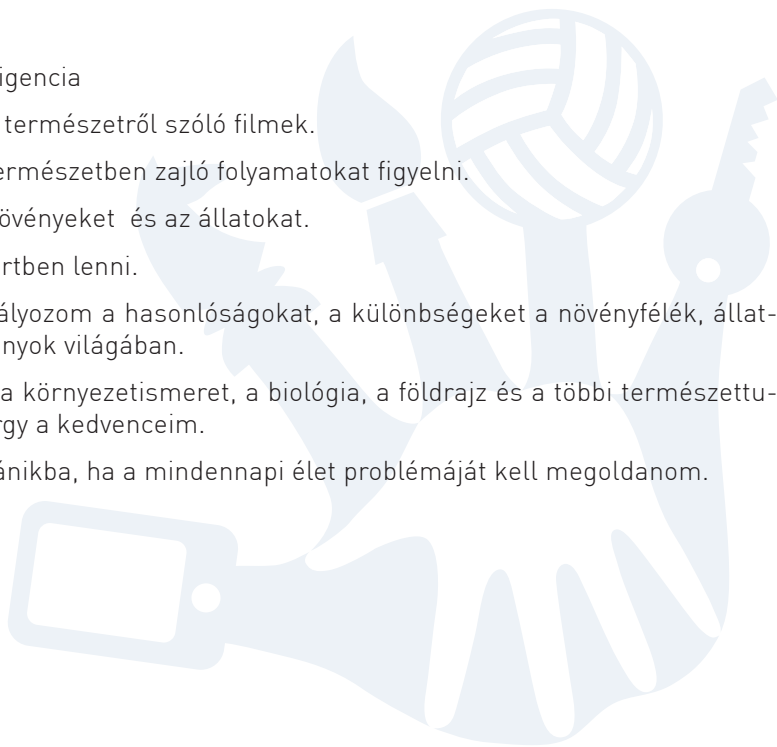 igencia
természetről szóló filmek.
ermészetben zajló folyamatokat figyelni.
övényeket és az állatokat.
rtben lenni.
ályozom a hasonlóságokat, a különbségeket a növényfélék, állat-
nyok világában.
a környezetismeret, a biológia, a földrajz és a többi természettu-
rgy a kedvenceim.
ánikba, ha a mindennapi élet problémáját kell megoldanom.